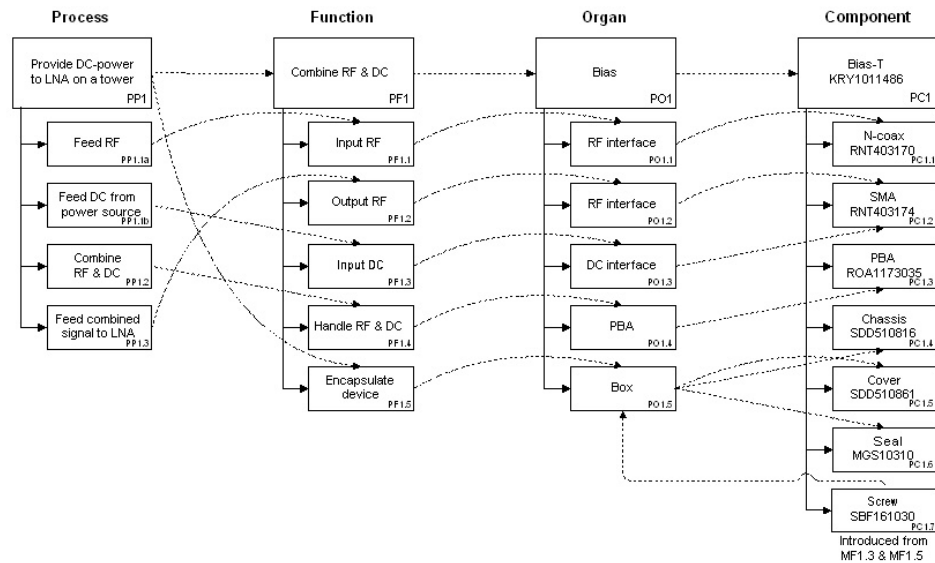 Process
Function
Organ
Component
Provide DC-power
to LNA on a tower
PP1
Combine RF & DC
PF1
Bias
PO1
Bias-T
KRY1011486
PC1
Feed RF
PP1.1a
Input RF
PF1.1
RF interface
PO1.1
N-coax
RNT403170
PC1.1
Feed DC from
power source
PP1.1b
Output RF
PF1.2
RF interface
PO1.2
SMA
RNT403174
PC1.2
Combine
RF & DC
PP1.2
Input DC
PF1.3
DC interface
PO1.3
PBA
ROA1173035
PC1.3
Feed combined
signal to LNA
PP1.3
Handle RF & DC
PF1.4
PBA
PO1.4
Chassis
SDD510816
PC1.4
Encapsulate
device
PF1.5
Box
PO1.5
Cover
SDD510861
PC1.5
Seal
MGS10310
PC1.6
Screw
SBF161030
PC1.7
Introduced from
MF1.3 & MF1.5